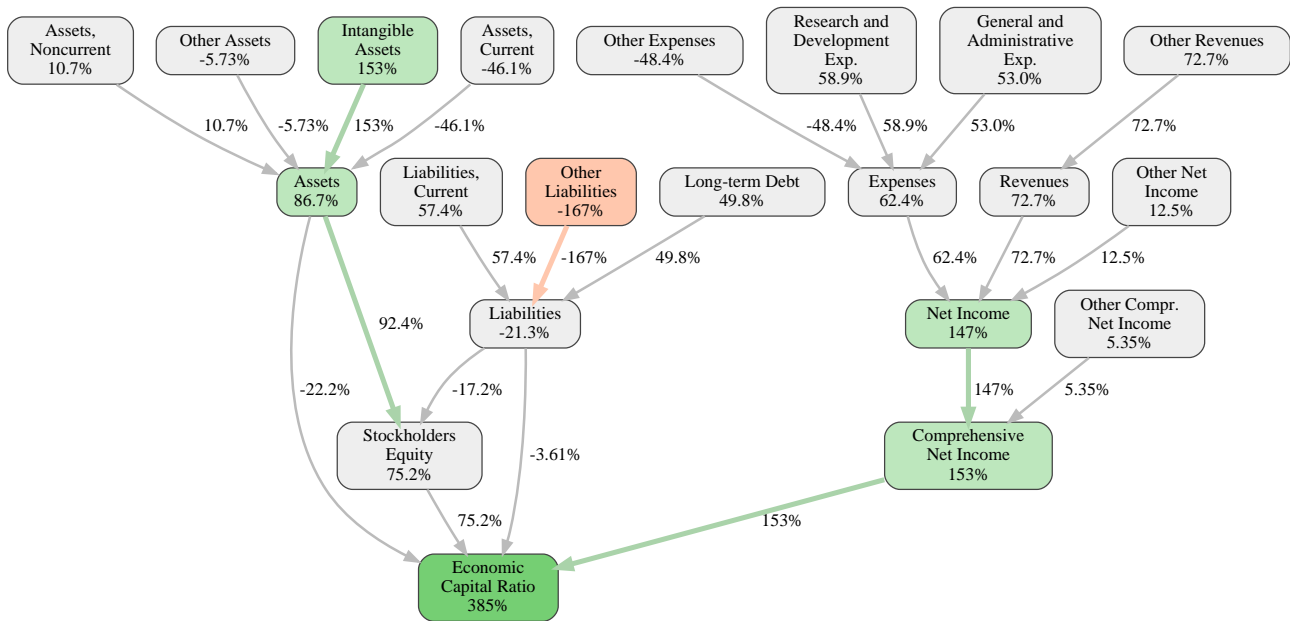 Assets,
Noncurrent
10.7%
Other Assets
-5.73%
Intangible
Assets
153%
Assets,
Current
-46.1%
Other Expenses
-48.4%
Research and
Development
Exp.
58.9%
General and
Administrative
Exp.
53.0%
Other Revenues
72.7%
10.7%
-5.73%
153%
-46.1%
-48.4%
58.9%
53.0%
72.7%
Assets
86.7%
Liabilities,
Current
57.4%
Other
Liabilities
-167%
Long-term Debt
49.8%
Expenses
62.4%
Revenues
72.7%
Other Net
Income
12.5%
57.4%
-167%
49.8%
62.4%
72.7%
12.5%
92.4%
Liabilities
-21.3%
Net Income
147%
Other Compr.
Net Income
5.35%
-22.2%
-17.2%
147%
5.35%
Stockholders
Equity
75.2%
-3.61%
Comprehensive
Net Income
153%
75.2%
153%
Economic
Capital Ratio
385%